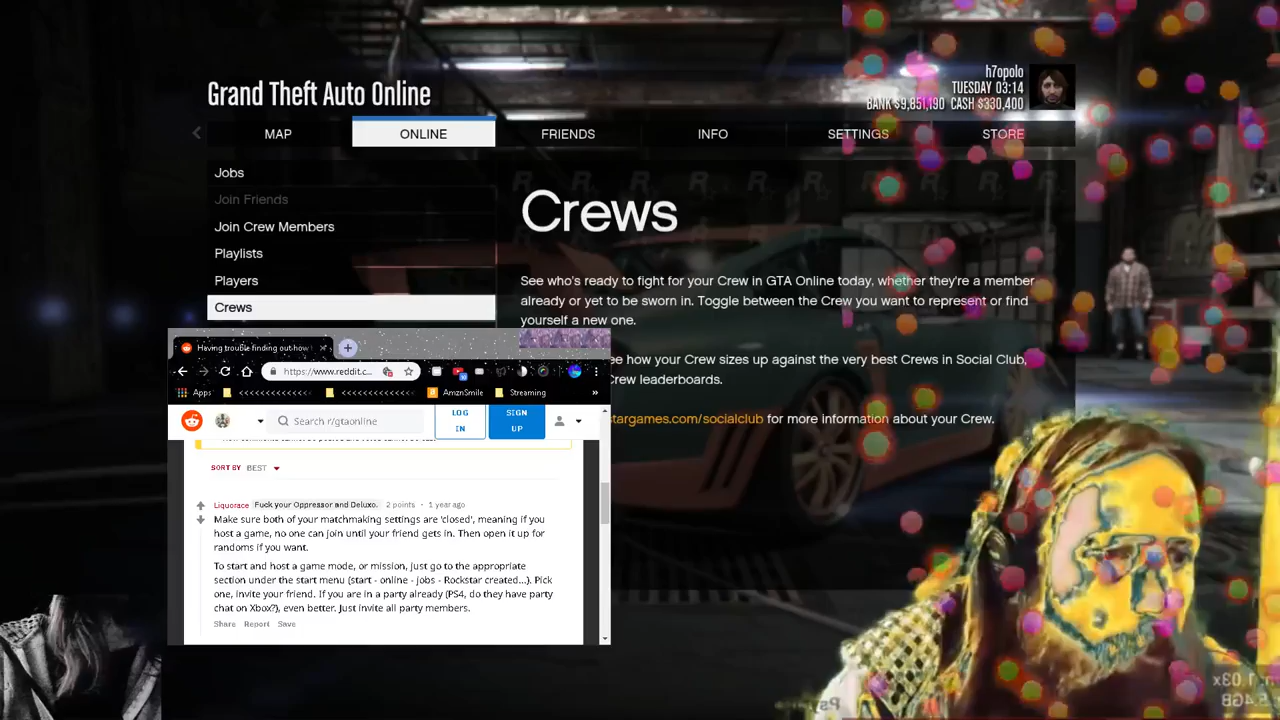 Grand Theft Auto Online
h7opolo
TUESDAY 03:14
BANK $9,851,190 CASH $330,400
MAP
ONLINE
FRIENDS
INFO
SETTINGS
STORE
Jobs
Join Friends
Join Crew Members
Playlists
Players
Crews
Crews
See who's ready to fight for your Crew in GTA Online today, whether they're a member
already or yet to be sworn in. Toggle between the Crew you want to represent or find
yourself a new one.
how your Crew sizes up against the very best Crews in Social Club,
Crew leaderboards.
stargames.com/socialclub for more information about your Crew.
Having trouble finding out how
https://www.reddit.c...
Apps
<<<<<<<<<<<<<
<<<<<<<<<<<<<
AmznSmile
Streaming
»
Search r/gtaonline
LOG
IN
SIGN
UP
SORT BY BEST
Liquorace Fuck your Oppressor and Deluxo. 2 points · 1 year ago
Make sure both of your matchmaking settings are 'closed', meaning if you
host a game, no one can join until your friend gets in. Then open it up for
randoms if you want.
To start and host a game mode, or mission, just go to the appropriate
section under the start menu (start - online - jobs - Rockstar created...). Pick
one, invite your friend. If you are in a party already (PS4, do they have party
chat on Xbox?), even better. Just invite all party members.
Share Report Save
1.03x
5.4GB